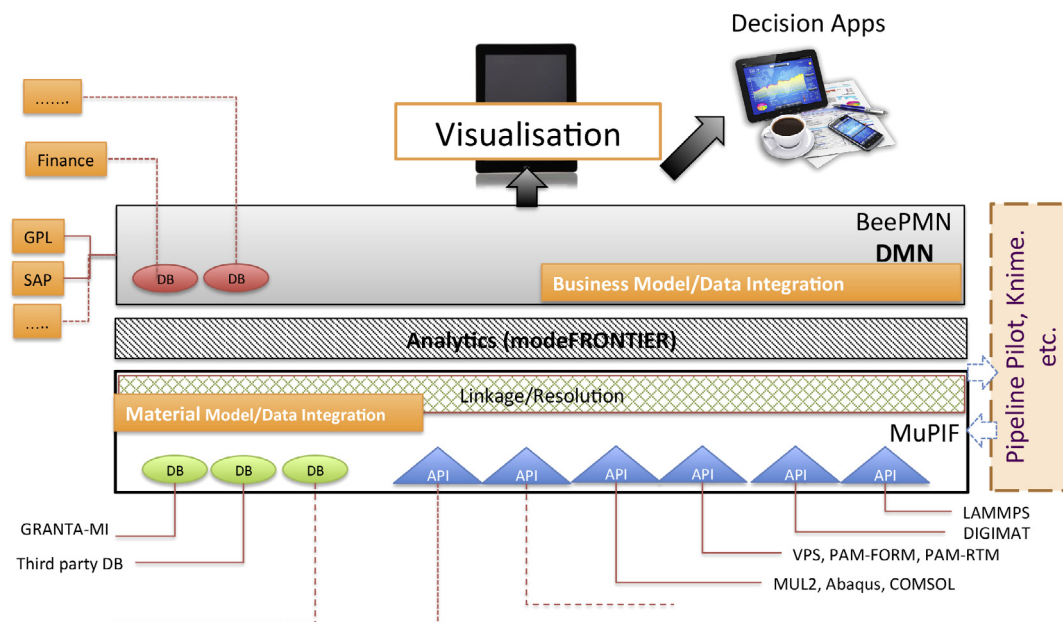 Decision Apps
…….
Visualisation
Finance
GPL
SAP
…..
BeePMN
DMN
DB
DB
Business Model/Data Integration
Analytics (modeFRONTIER)
Linkage/Resolution
Material Model/Data Integration
MuPIF
DB
DB
DB
API
API
API
API
API
API
Pipeline Pilot, Knime.
etc.
GRANTA-MI
Third party DB
LAMMPS
DIGIMAT
VPS, PAM-FORM, PAM-RTM
MUL2, Abaqus, COMSOL